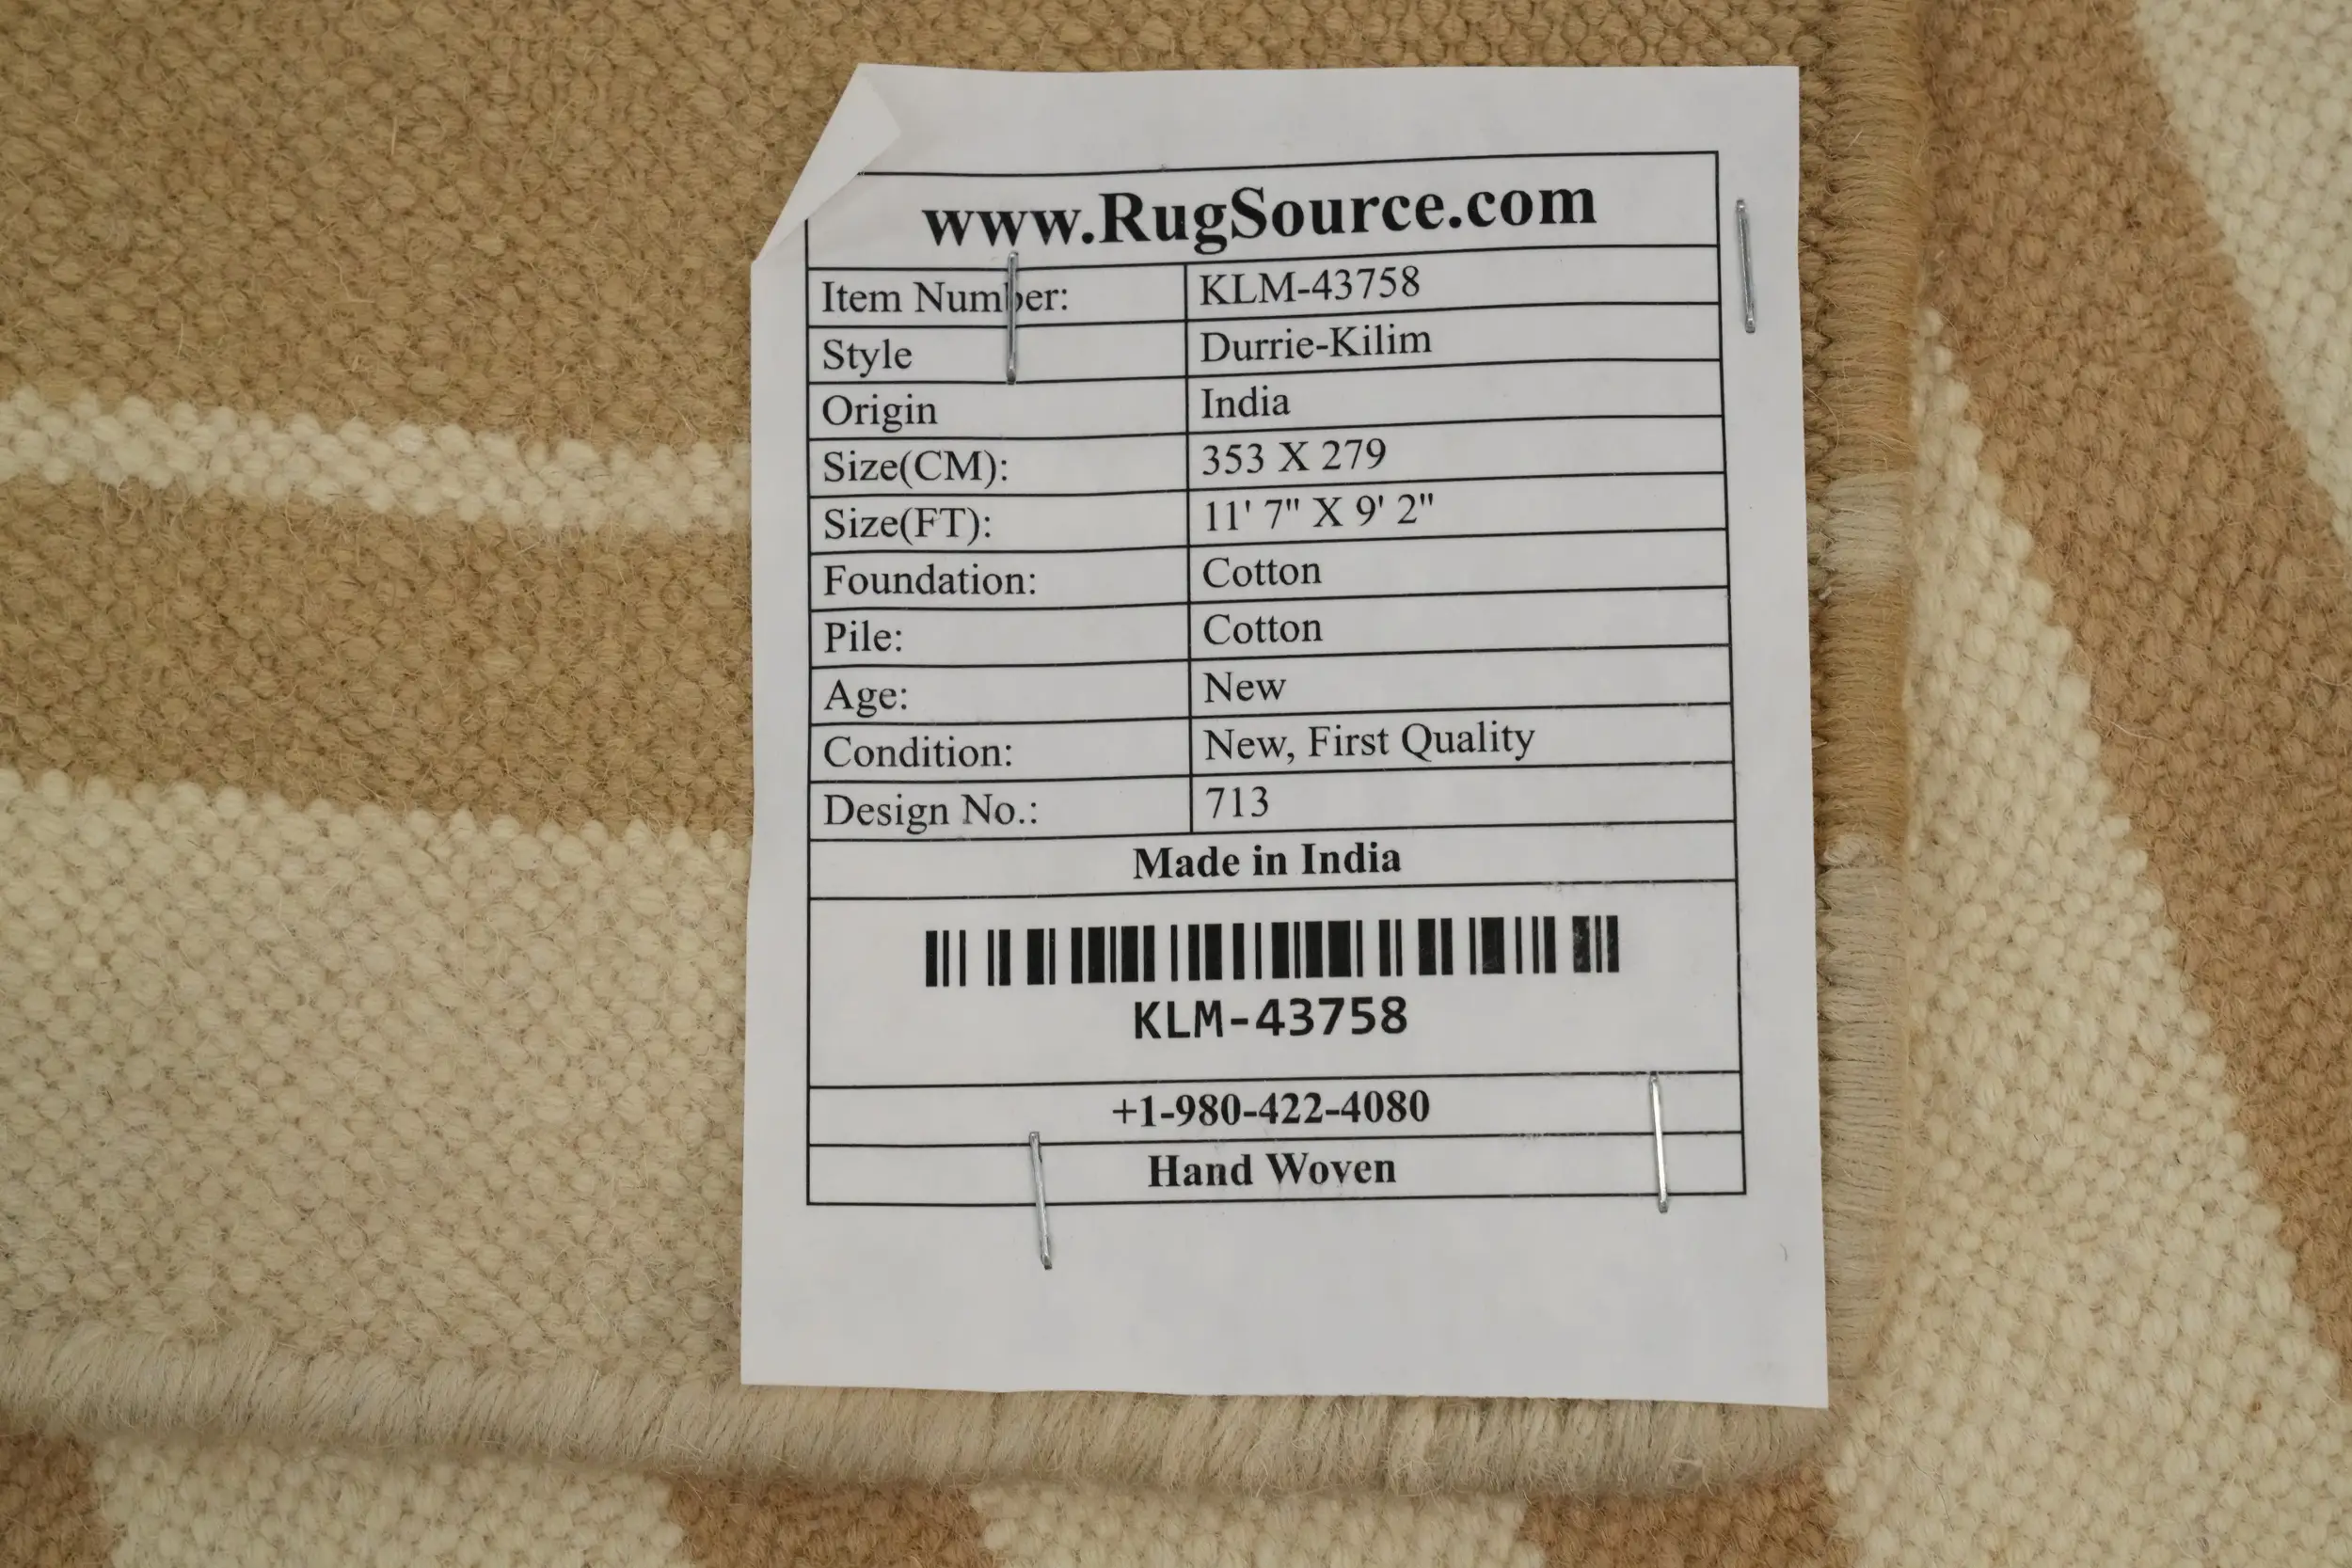 www.RugSource.com
Item Number: KLM-43758
Style Durrie-Kilim
Origin India
Size(CM): 353 X 279
Size(FT): 11' 7" X 9' 2"
Foundation: Cotton
Pile: Cotton
Age: New
Condition: New, First Quality
Design No.: 713
Made in India
KLM-43758
+1-980-422-4080
Hand Woven